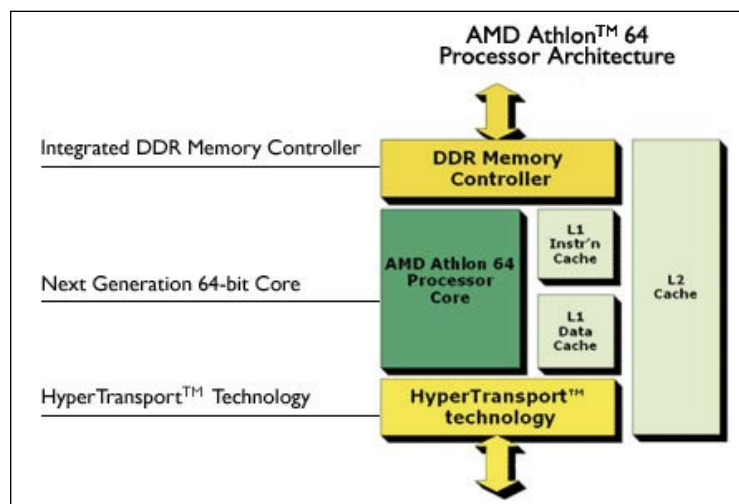 AMD Athlon™ 64
Processor Architecture
Integrated DDR Memory Controller
DDR Memory
Controller
Next Generation 64-bit Core
AMD Athlon 64
Processor
Core
L1
Instr'n
Cache
L1
Data
Cache
L2
Cache
HyperTransport™ Technology
HyperTransport™
technology